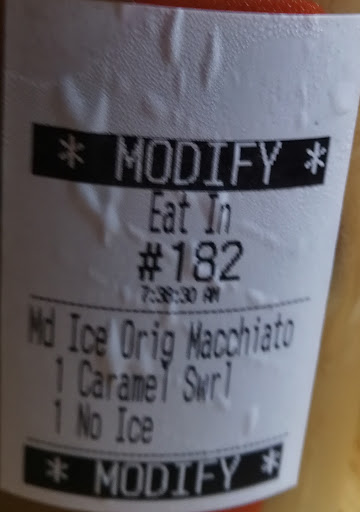 * MODIFY *
Eat In
#182
7:38:30 AM
Md Ice Orig Macchiato
1 Caramel Swrl
1 No Ice
* MODIFY *